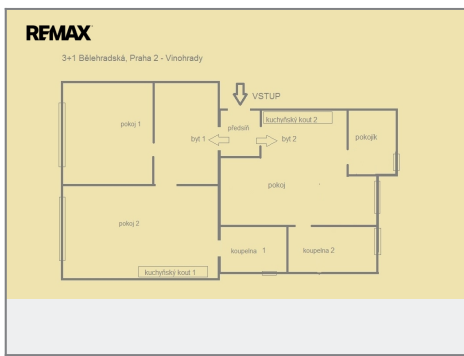 RE/MAX
3+1 Bělehradská, Praha 2 - Vinohrady
VSTUP
kuchyňský kout 2
pokoj 1
předsíň
byt 1
byt 2
pokojík
pokoj
pokoj 2
koupelna 1
koupelna 2
kuchyňský kout 1